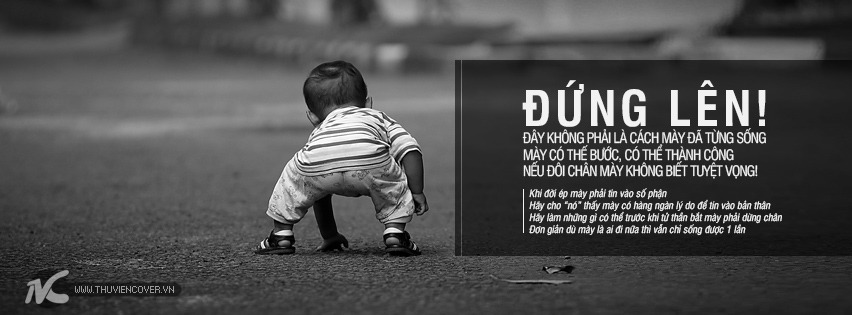 ĐỨNG LÊN!
ĐÂY KHÔNG PHẢI LÀ CÁCH MÀY ĐÃ TỪNG SỐNG
MÀY CÓ THỂ BƯỚC, CÓ THỂ THÀNH CÔNG
NẾU ĐÔI CHÂN MÀY KHÔNG BIẾT TUYỆT VỌNG!
Khi đời ép mày phải tin vào số phận
Hãy cho "nó" thấy mày có hàng ngàn lý do để tin vào bản thân
Hãy làm những gì có thể trước khi tử thần bắt mày phải dừng chân
Đơn giản dù mày là ai đi nữa thì vẫn chỉ sống được 1 lần
VC
WWW.THUVIENCOVER.VN